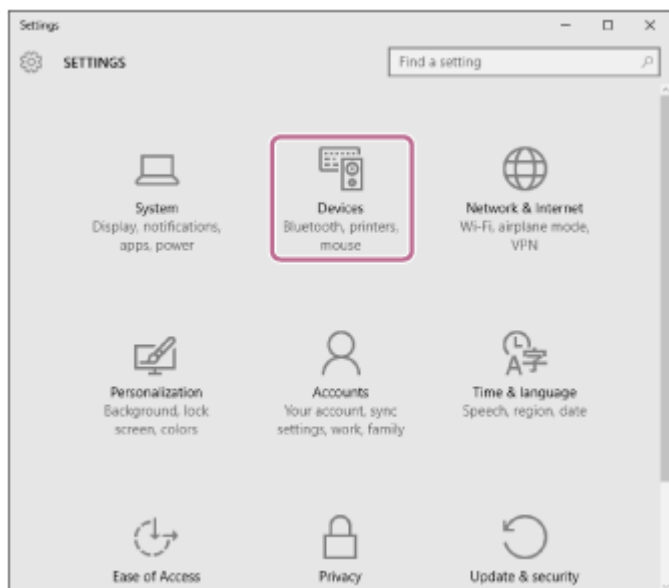 Settings
SETTINGS
Find a setting
System
Display, notifications,
apps, power
Devices
Bluetooth, printers,
mouse
Network & Internet
Wi-Fi, airplane mode,
VPN
Personalization
Background, lock
screen, colors
Accounts
Your account, sync
settings, work, family
Time & language
Speech, region, date
Ease of Access
Privacy
Update & security